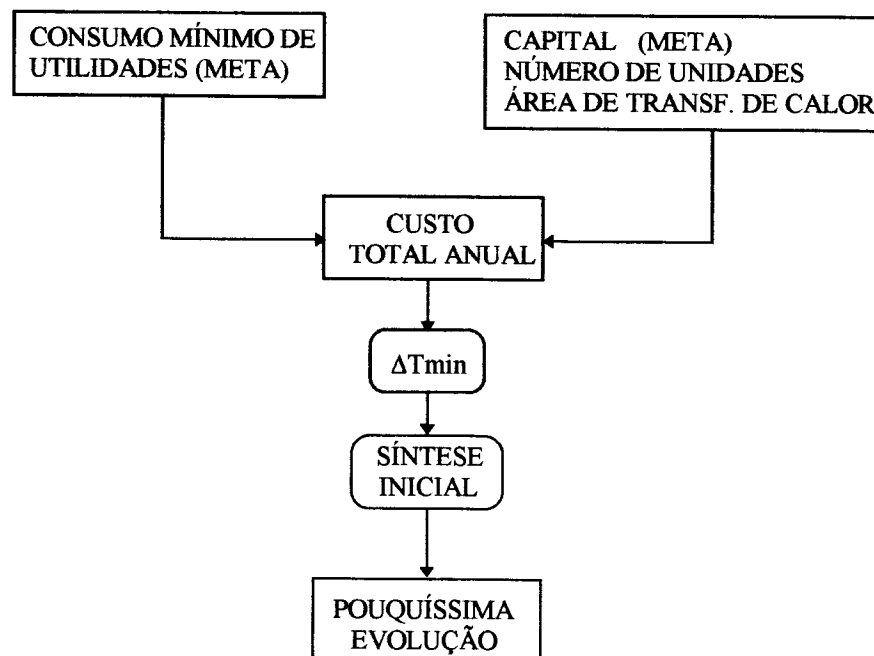 CONSUMO MÍNIMO DE
UTILIDADES (META)
CAPITAL (META)
NÚMERO DE UNIDADES
ÁREA DE TRANSF. DE CALOR
CUSTO
TOTAL ANUAL
ΔTmin
SÍNTESE
INICIAL
POUQUÍSSIMA
EVOLUÇÃO